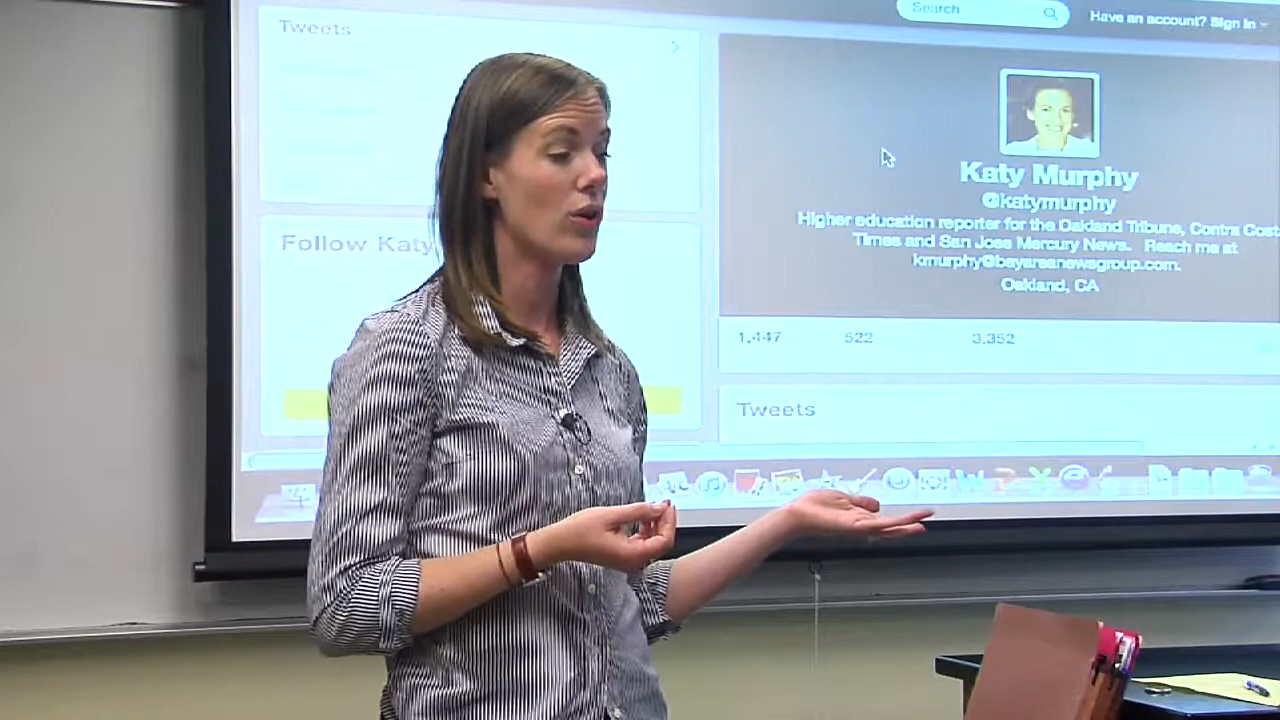 Search
Have an account? Sign in
Tweets
Katy Murphy
@katymurphy
Higher education reporter for the Oakland Tribune, Contra Cost
Times and San Jose Mercury News. Reach me at
kmurphy@bayareanewsgroup.com.
Oakland, CA
Follow Katy
1,447 522 3,352
Tweets